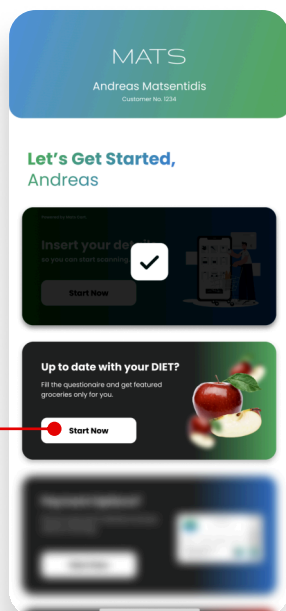 MATS
Andreas Matsentidis
Customer No. 1234
Let's Get Started,
Andreas
Insert your
so you can start scanning
Start Now
Up to date with your DIET?
Fill the questionaire and get featured
groceries only for you.
Start Now